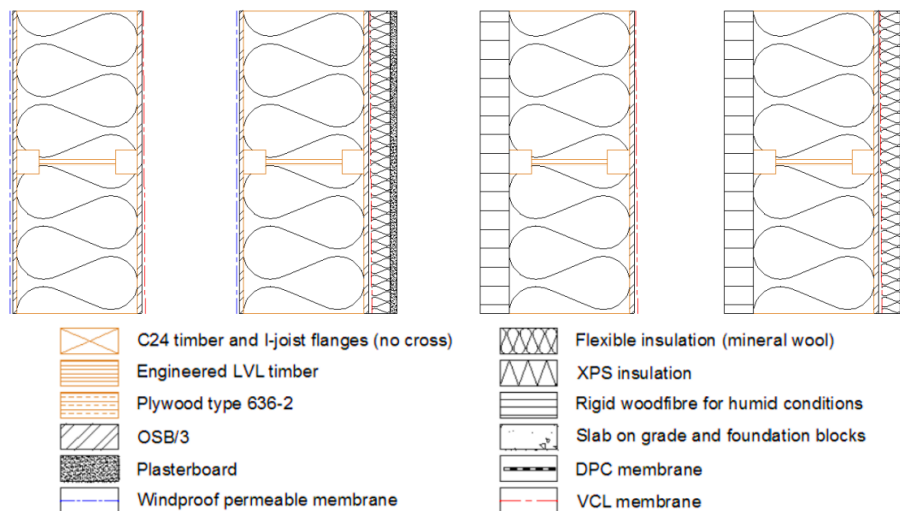 C24 timber and I-joist flanges (no cross)
Engineered LVL timber
Plywood type 636-2
OSB/3
Plasterboard
Windproof permeable membrane
Flexible insulation (mineral wool)
XPS insulation
Rigid woodfibre for humid conditions
Slab on grade and foundation blocks
DPC membrane
VCL membrane